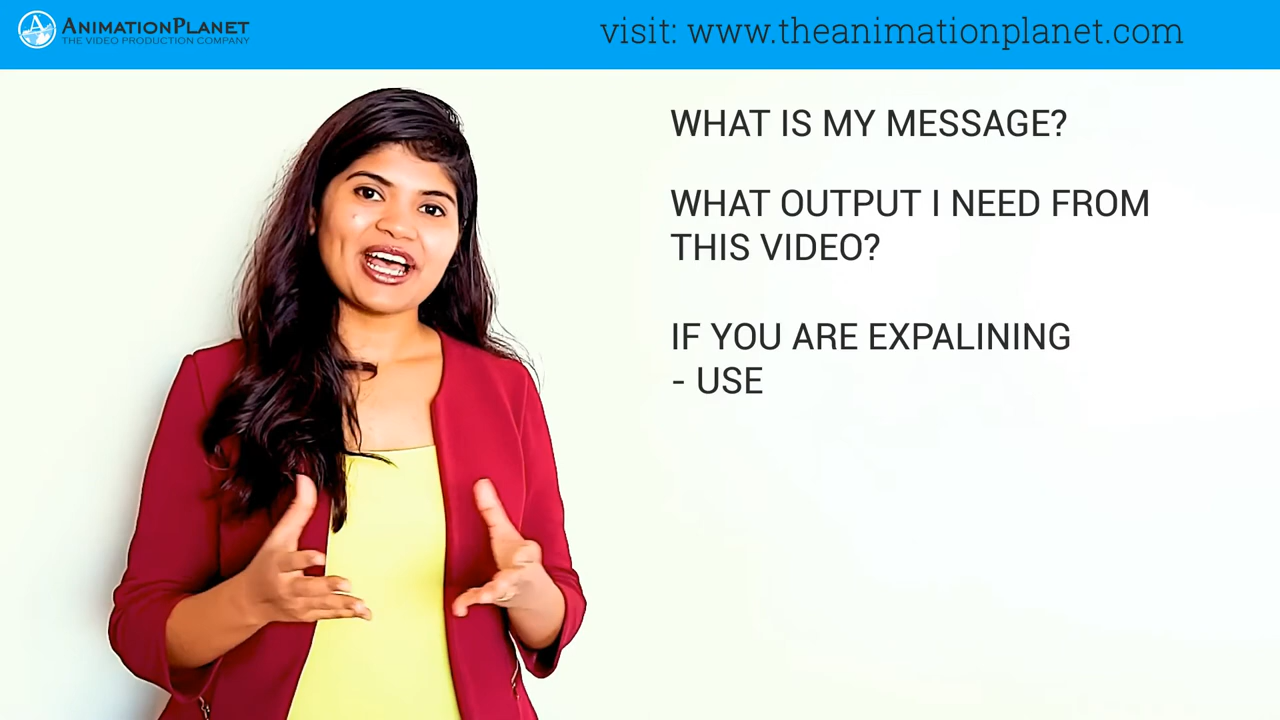 ANIMATIONPLANET
THE VIDEO PRODUCTION COMPANY
visit: www.theanimationplanet.com
WHAT IS MY MESSAGE?
WHAT OUTPUT I NEED FROM
THIS VIDEO?
IF YOU ARE EXPALINING
- USE